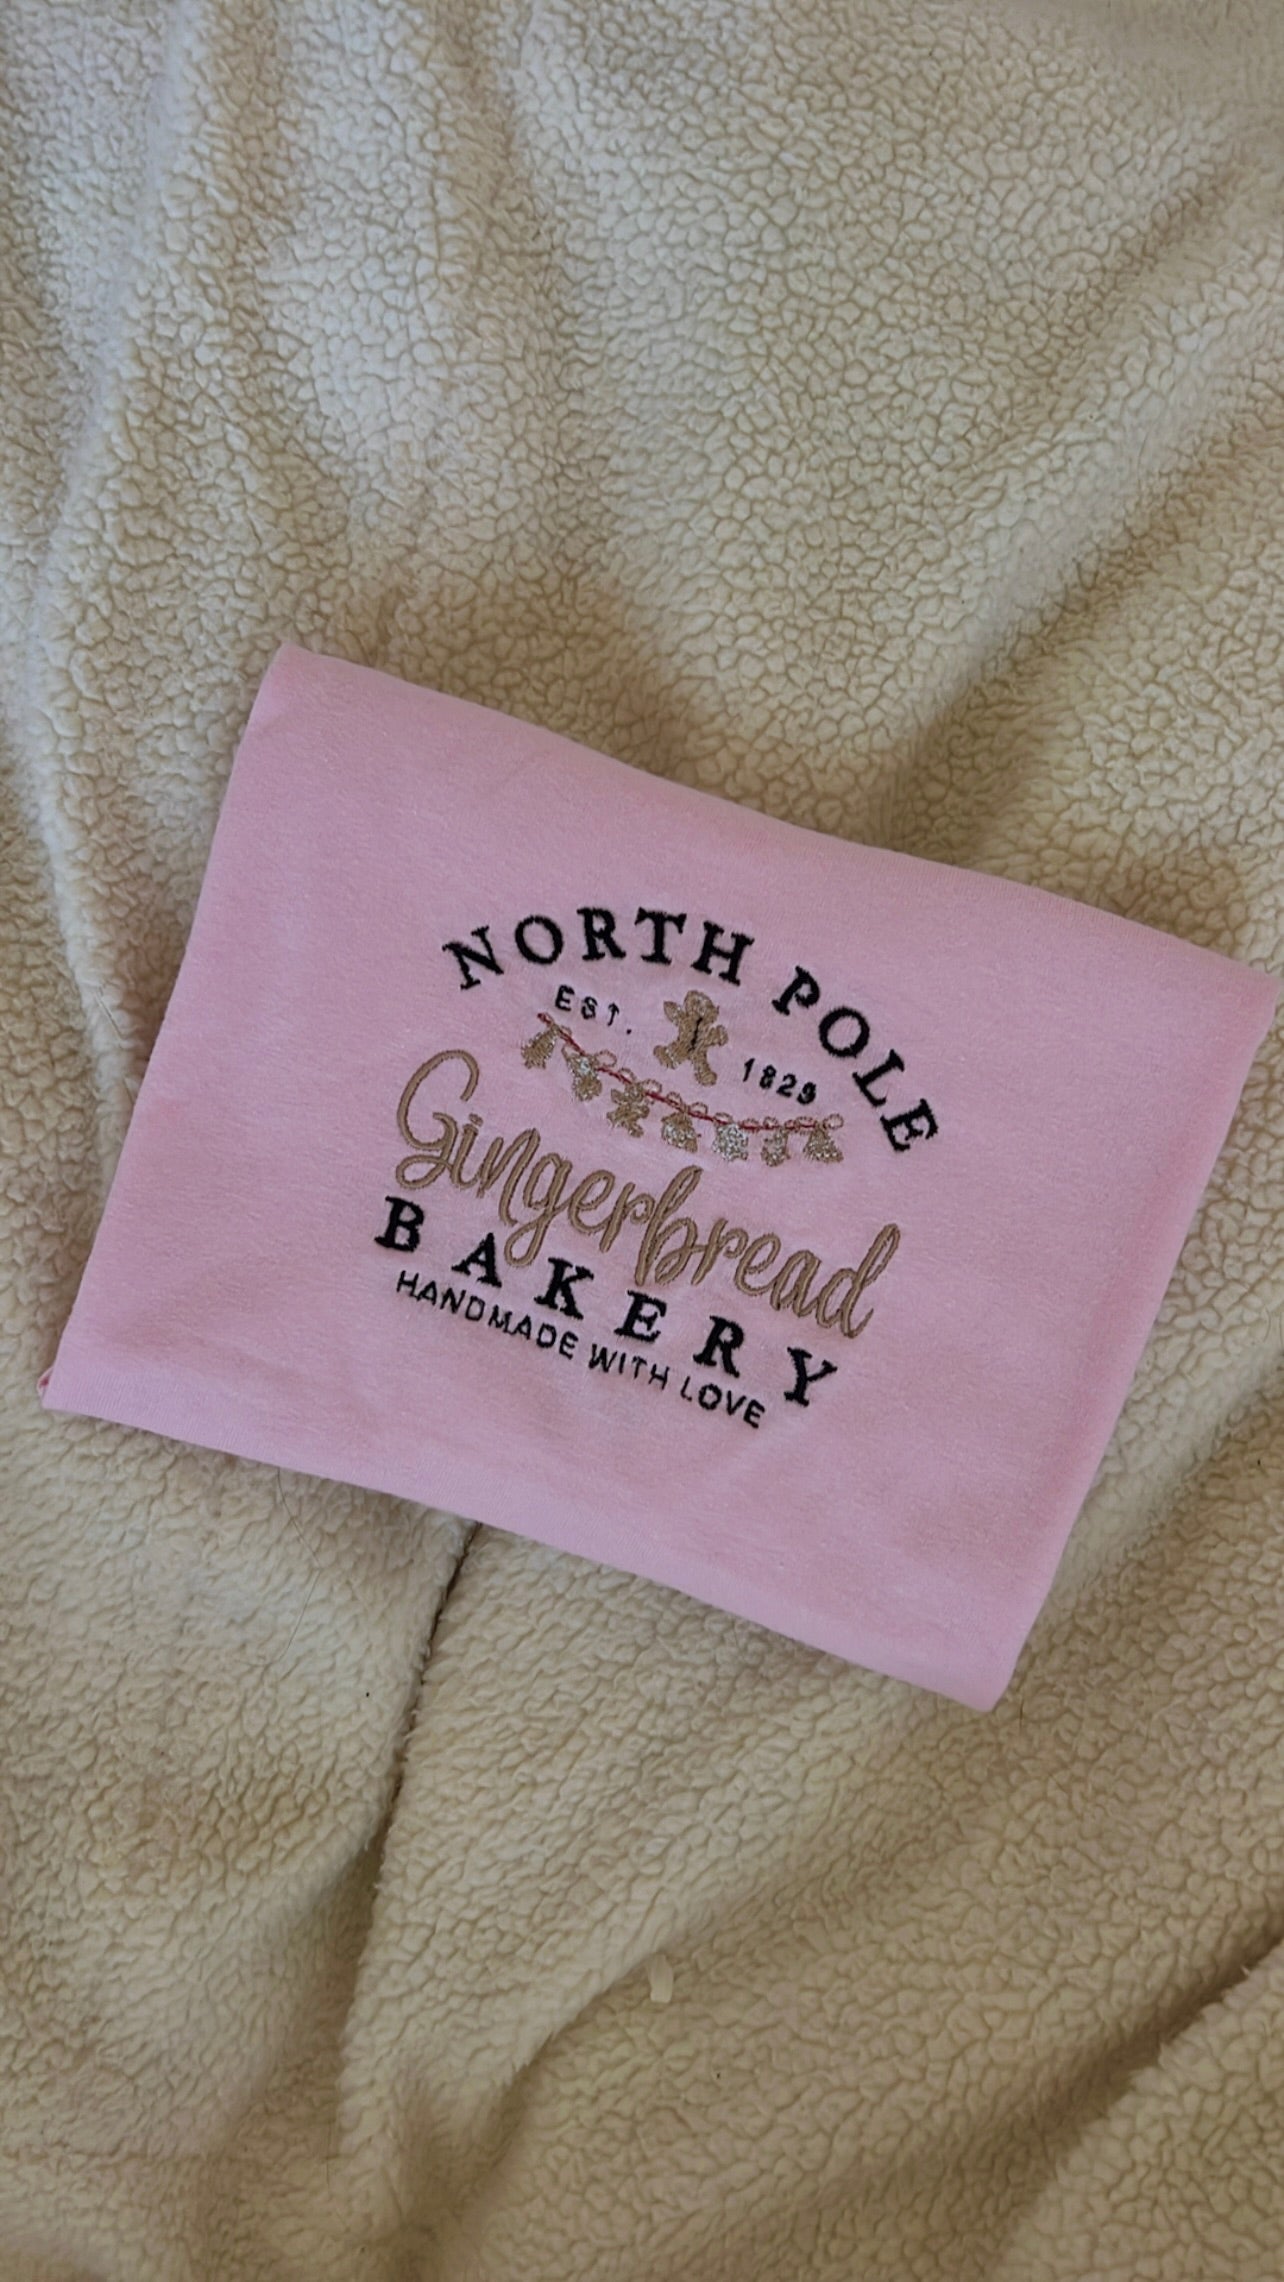 NORTH POLE
EST. 1829
Gingerbread
BAKERY
HANDMADE WITH LOVE